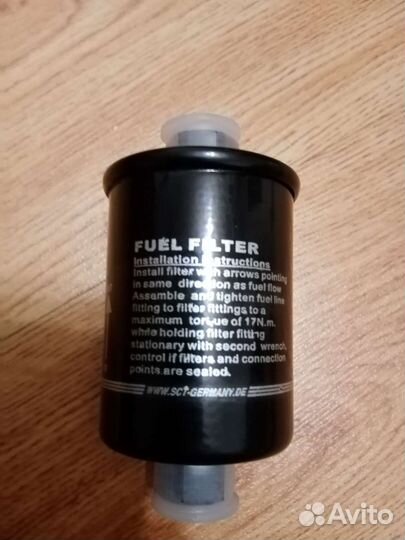 FUEL FILTER
Installation Instructions
Install filter with arrows pointing
in same direction as fuel flow
Assemble and tighten fuel line
fitting to filter fittings to a
maximum torque of 17N.m.
while holding filter fitting
stationary with second wrench,
control if filters and connection
points are sealed.
WWW.SCT-GERMANY.DE
Avito